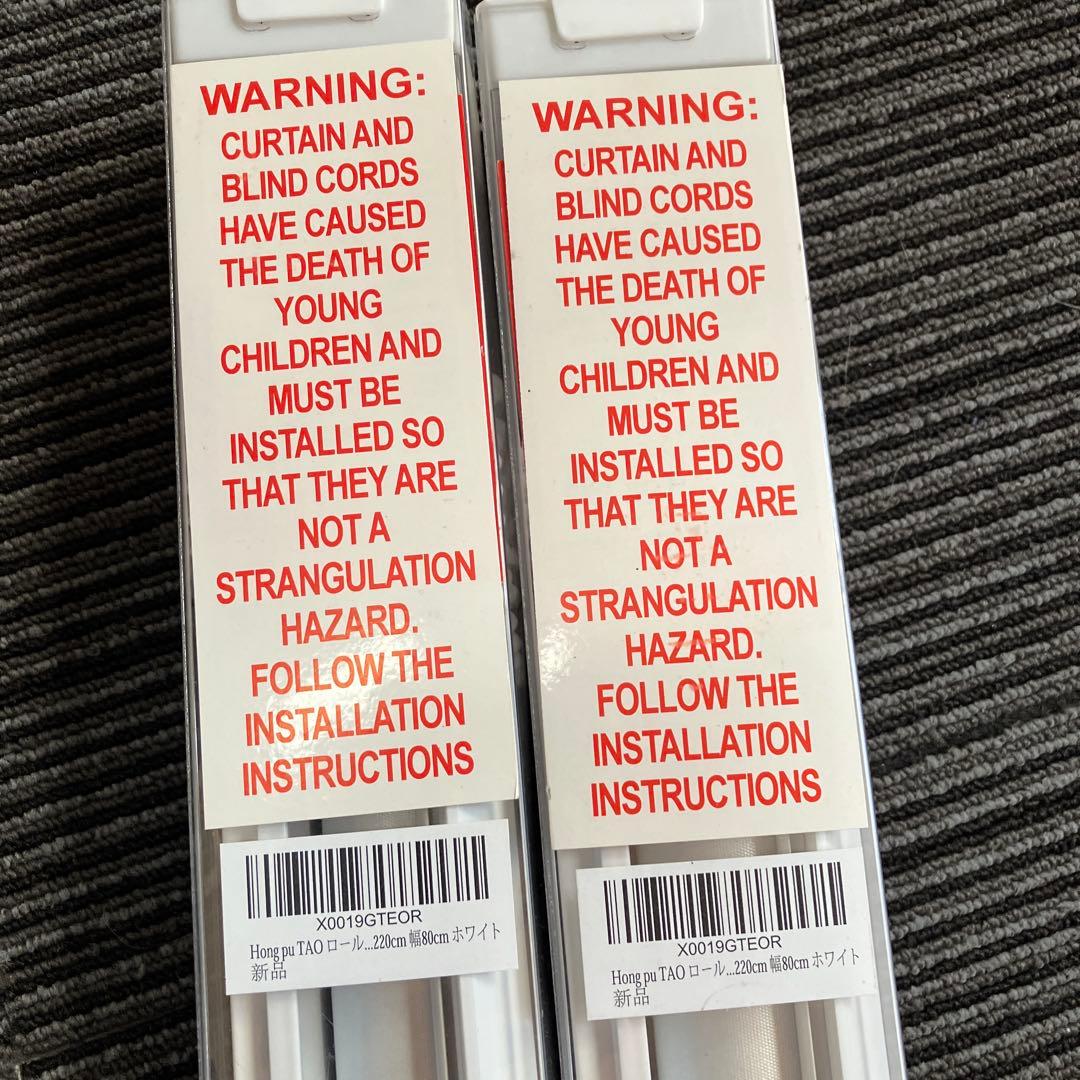 WARNING:
CURTAIN AND
BLIND CORDS
HAVE CAUSED
THE DEATH OF
YOUNG
CHILDREN AND
MUST BE
INSTALLED SO
THAT THEY ARE
NOT A
STRANGULATION
HAZARD.
FOLLOW THE
INSTALLATION
INSTRUCTIONS
X0019GTEOR
Hong pu TAO ロール...220cm 幅80cm ホワイト
新品
WARNING:
CURTAIN AND
BLIND CORDS
HAVE CAUSED
THE DEATH OF
YOUNG
CHILDREN AND
MUST BE
INSTALLED SO
THAT THEY ARE
NOT A
STRANGULATION
HAZARD.
FOLLOW THE
INSTALLATION
INSTRUCTIONS
X0019GTEOR
Hong pu TAO ロール...220cm 幅80cm ホワイト
新品